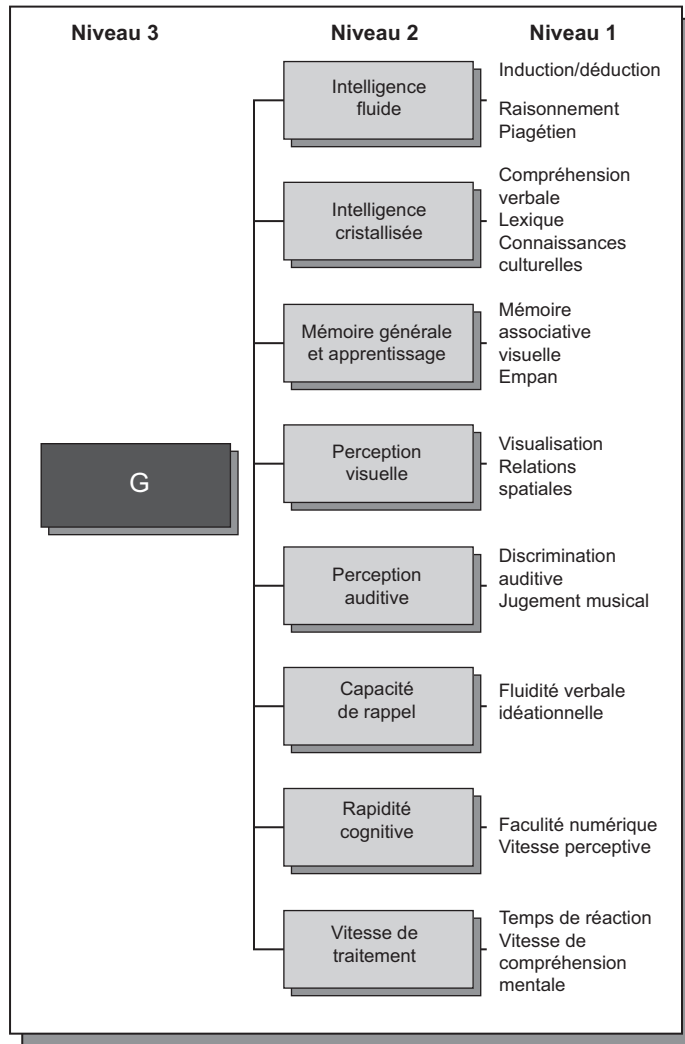 Niveau 3
Niveau 2
Niveau 1
G
Intelligence
fluide
Induction/déduction
Raisonnement
Piagétien
Intelligence
cristallisée
Compréhension
verbale
Lexique
Connaissances
culturelles
Mémoire générale
et apprentissage
Mémoire
associative
visuelle
Empan
Perception
visuelle
Visualisation
Relations
spatiales
Perception
auditive
Discrimination
auditive
Jugement musical
Capacité
de rappel
Fluidité verbale
idéationnelle
Rapidité
cognitive
Faculité numérique
Vitesse perceptive
Vitesse de
traitement
Temps de réaction
Vitesse de
compréhension
mentale